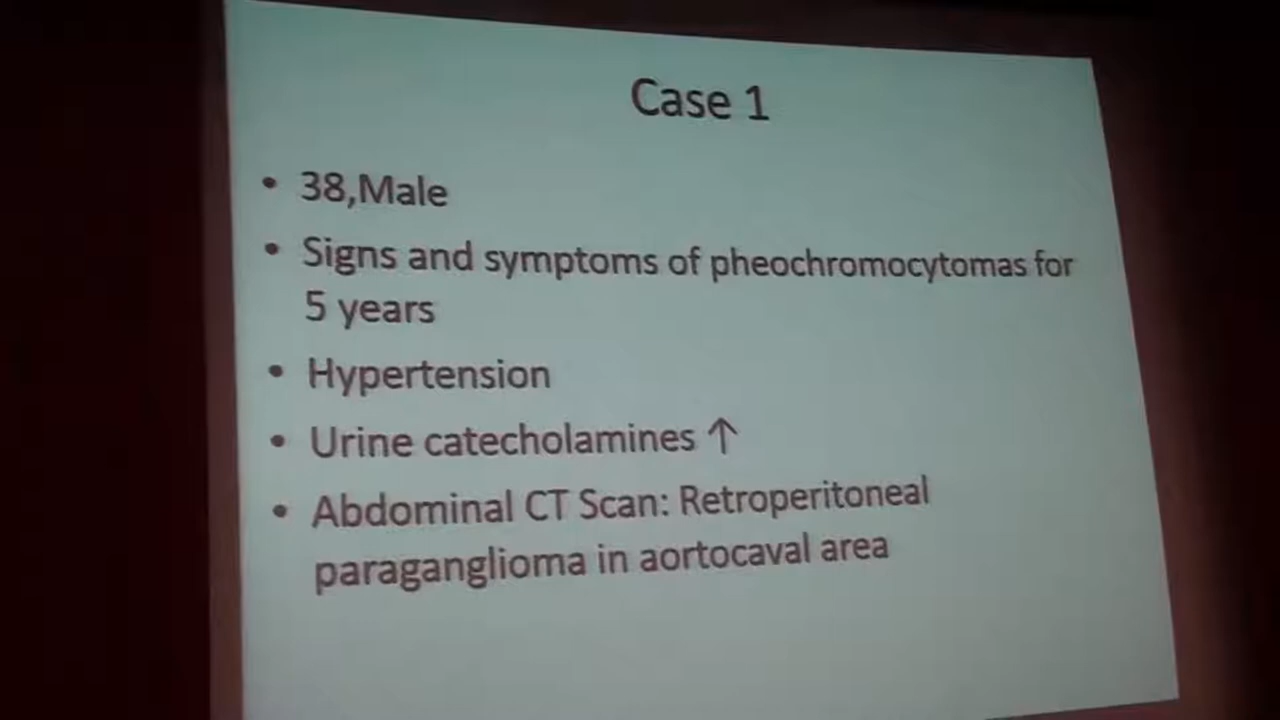 Case 1
• 38,Male
• Signs and symptoms of pheochromocytomas for
5 years
• Hypertension
• Urine catecholamines ↑
• Abdominal CT Scan: Retroperitoneal
paraganglioma in aortocaval area